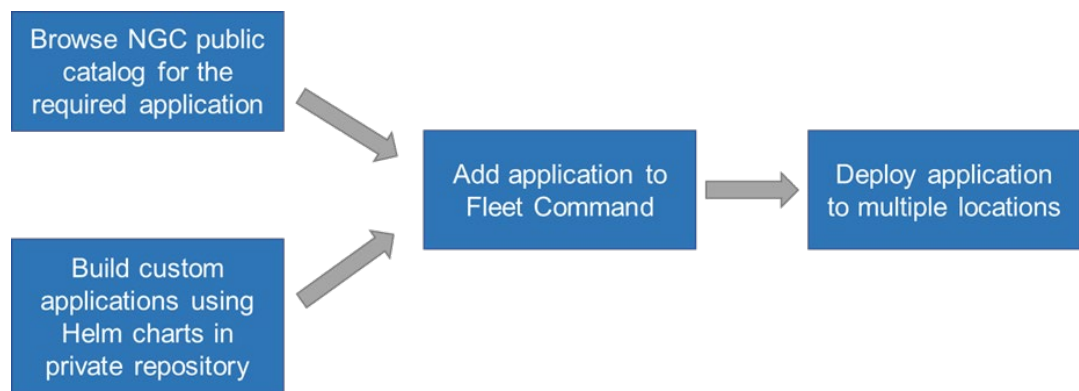 Browse NGC public
catalog for the
required application
Build custom
applications using
Helm charts in
private repository
Add application to
Fleet Command
Deploy application
to multiple locations